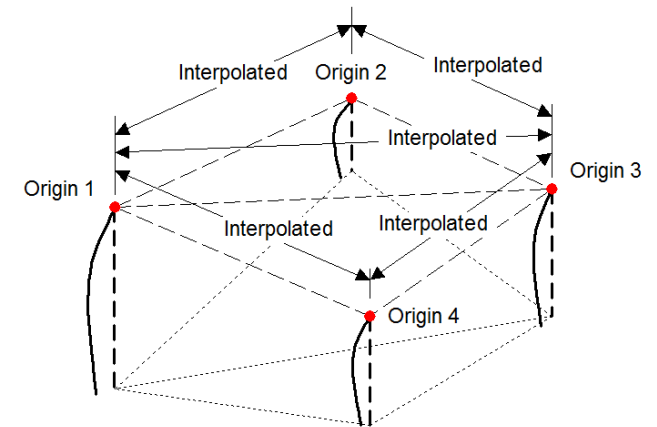 Interpolated
Origin 2
Interpolated
Interpolated
Origin 3
Origin 1
Interpolated
Interpolated
Origin 4